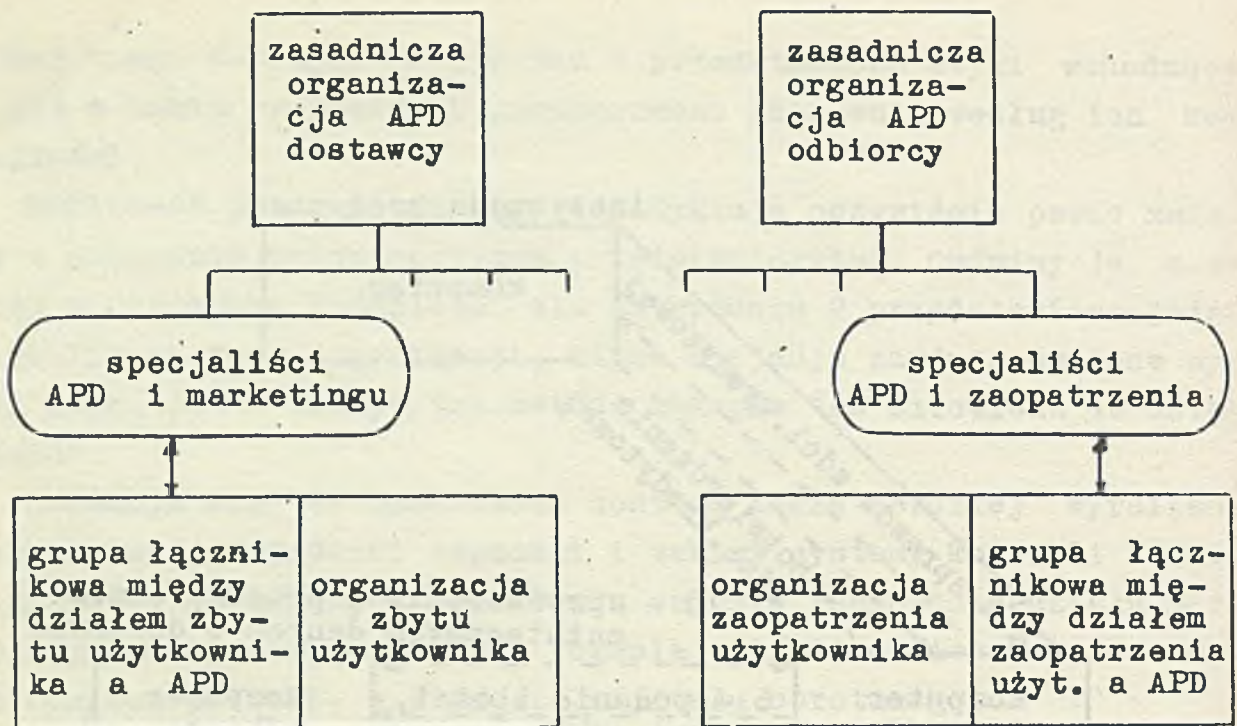 zasadnicza
organiza-
cja APD
dostawcy
zasadnicza
organiza-
cja APD
odbiorcy
specjaliści
APD i marketingu
specjaliści
APD i zaopatrzenia
grupa łączni-
kowa między
działem zby-
tu użytkowni-
ka a APD
organizacja
zbytu
użytkownika
organizacja
zaopatrzenia
użytkownika
grupa łącz-
nikowa mię-
dzy działem
zaopatrzenia
użyt. a APD